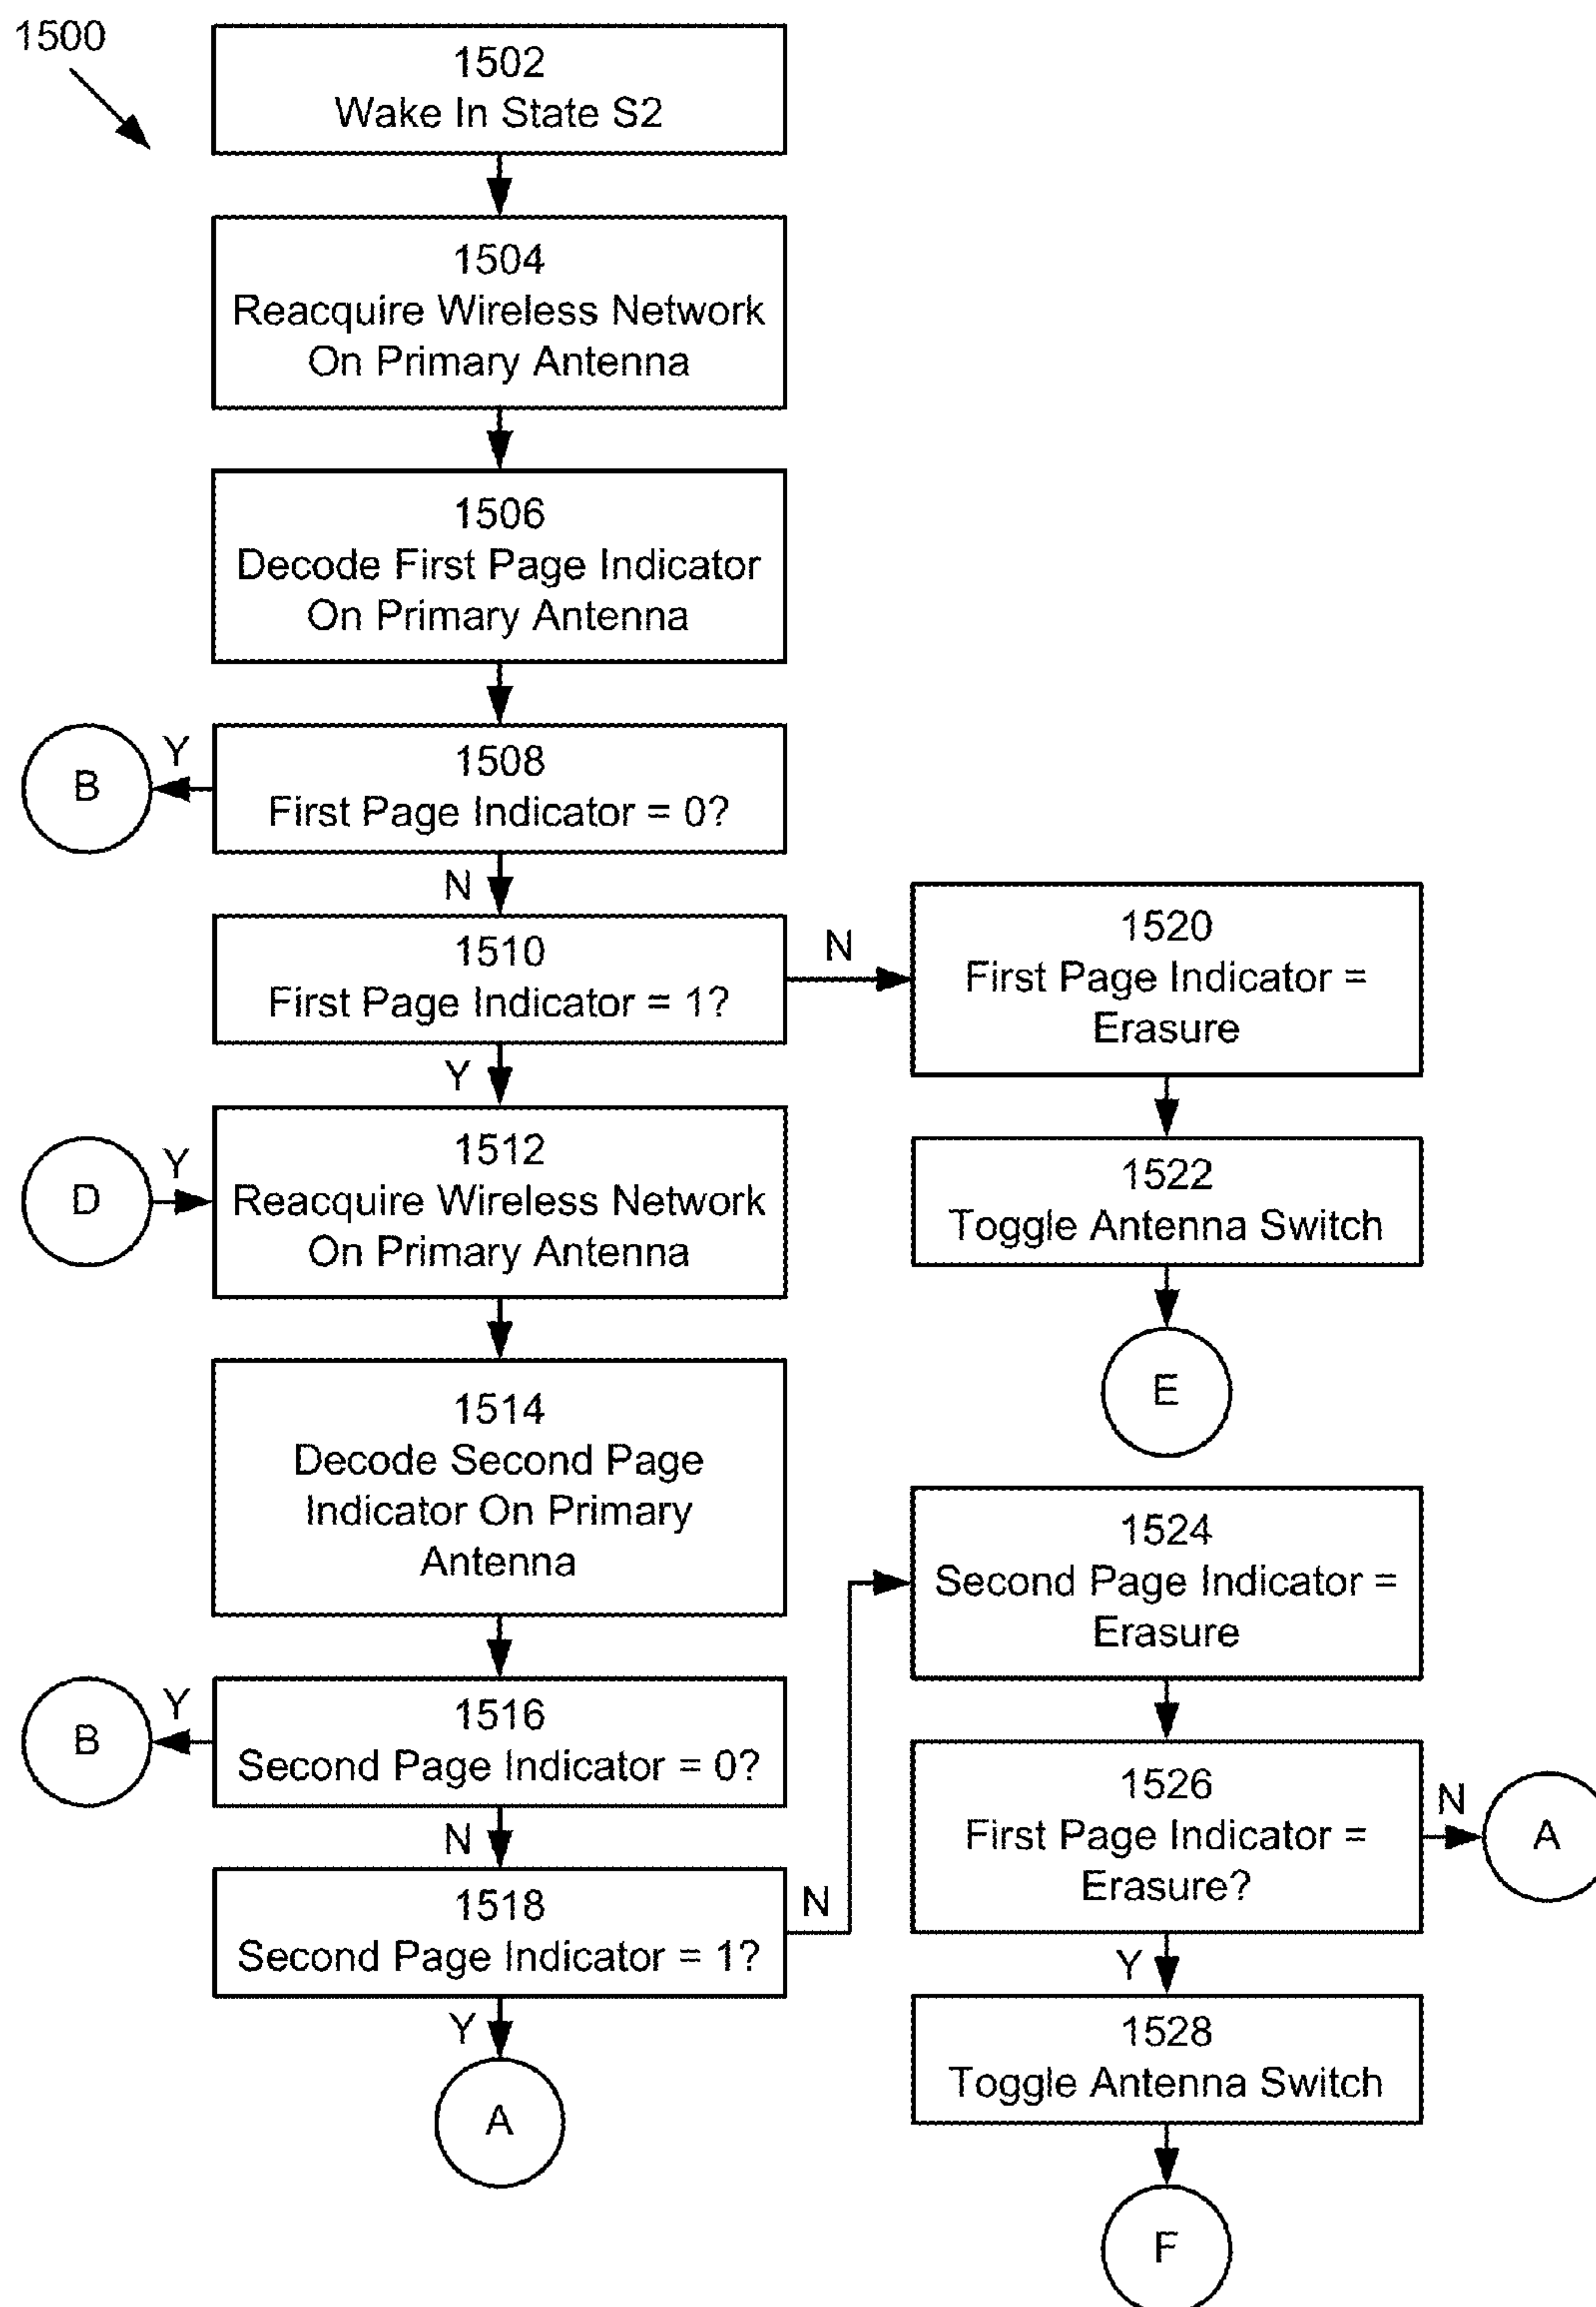 1500
1502
Wake In State S2
1504
Reacquire Wireless Network
On Primary Antenna
1506
Decode First Page Indicator
On Primary Antenna
B
Y
1508
First Page Indicator = 0?
N
1510
First Page Indicator = 1?
N
1520
First Page Indicator =
Erasure
Y
D
Y
1512
Reacquire Wireless Network
On Primary Antenna
1522
Toggle Antenna Switch
E
1514
Decode Second Page
Indicator On Primary
Antenna
1524
Second Page Indicator =
Erasure
B
Y
1516
Second Page Indicator = 0?
N
1526
First Page Indicator =
Erasure?
N
A
1518
Second Page Indicator = 1?
N
Y
Y
1528
Toggle Antenna Switch
A
F